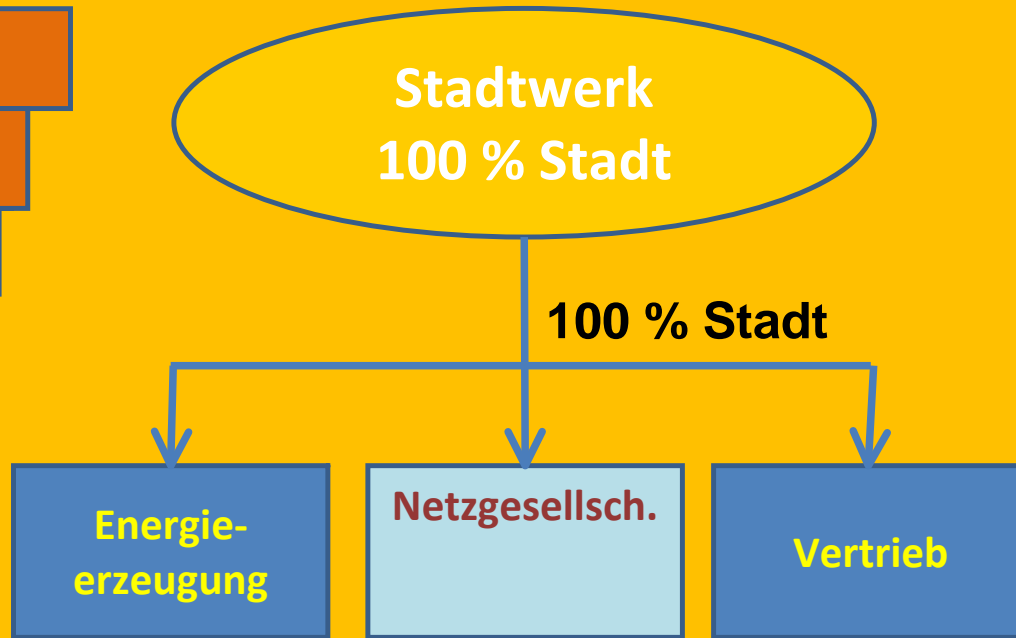 Stadtwerk
100 % Stadt
100 % Stadt
Energie-
erzeugung
Netzgesellsch.
Vertrieb